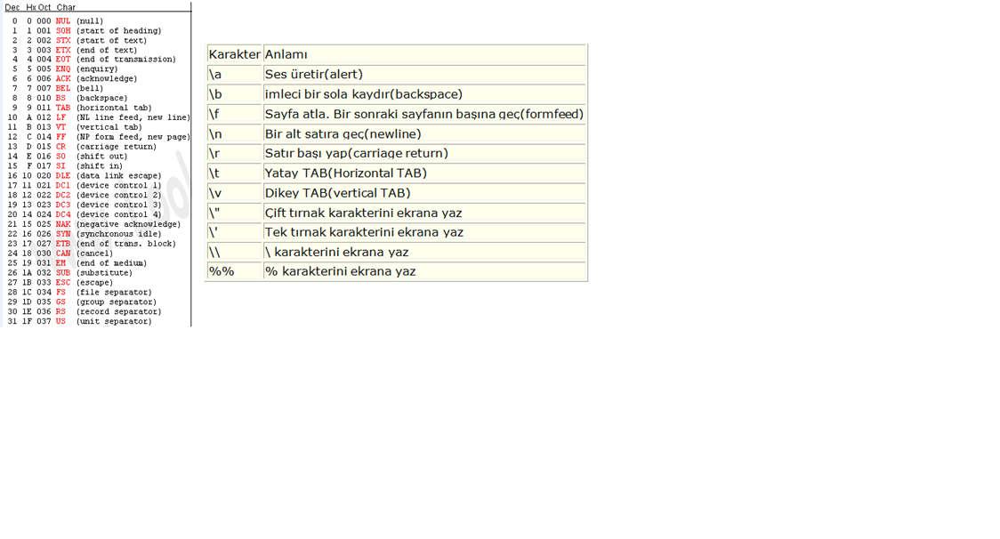 Dec Hx Oct Char
0 0 000 NUL (null)
1 1 001 SOH (start of heading)
2 2 002 STX (start of text)
3 3 003 ETX (end of text)
4 4 004 EOT (end of transmission)
5 5 005 ENQ (enquiry)
6 6 006 ACK (acknowledge)
7 7 007 BEL (bell)
8 8 010 BS (backspace)
9 9 011 TAB (horizontal tab)
10 A 012 LF (NL line feed, new line)
11 B 013 VT (vertical tab)
12 C 014 FF (NP form feed, new page)
13 D 015 CR (carriage return)
14 E 016 SO (shift out)
15 F 017 SI (shift in)
16 10 020 DLE (data link escape)
17 11 021 DC1 (device control 1)
18 12 022 DC2 (device control 2)
19 13 023 DC3 (device control 3)
20 14 024 DC4 (device control 4)
21 15 025 NAK (negative acknowledge)
22 16 026 SYN (synchronous idle)
23 17 027 ETB (end of trans. block)
24 18 030 CAN (cancel)
25 19 031 EM (end of medium)
26 1A 032 SUB (substitute)
27 1B 033 ESC (escape)
28 1C 034 FS (file separator)
29 1D 035 GS (group separator)
30 1E 036 RS (record separator)
31 1F 037 US (unit separator)
Karakter Anlamı
\a Ses üretir(alert)
\b imleci bir sola kaydır(backspace)
\f Sayfa atla. Bir sonraki sayfanın başına geç(formfeed)
\n Bir alt satıra geç(newline)
\r Satır başı yap(carriage return)
\t Yatay TAB(Horizontal TAB)
\v Dikey TAB(vertical TAB)
\" Çift tırnak karakterini ekrana yaz
\' Tek tırnak karakterini ekrana yaz
\\ \ karakterini ekrana yaz
%% % karakterini ekrana yaz